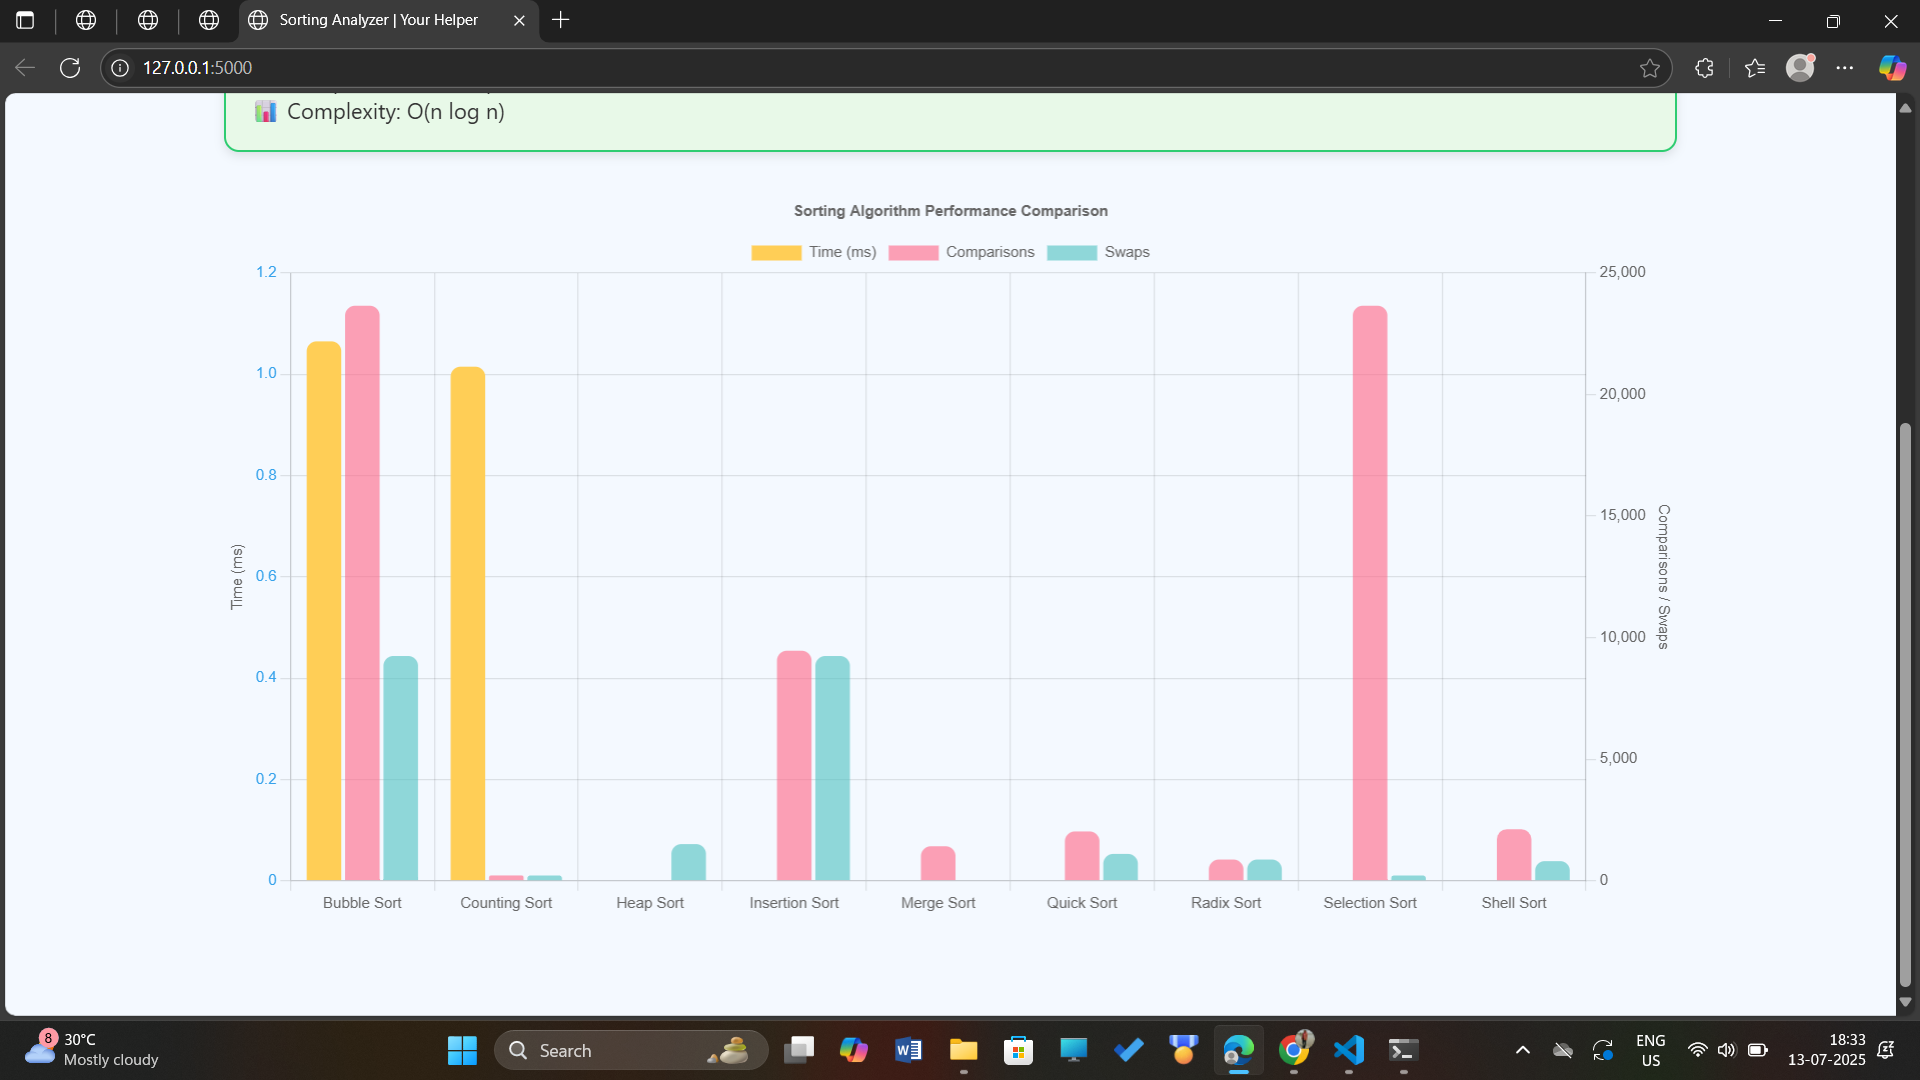 Sorting Analyzer | Your Helper
127.0.0.1:5000
Complexity: O(n log n)
Sorting Algorithm Performance Comparison
Time (ms) Comparisons Swaps
1.2
1.0
0.8
0.6
0.4
0.2
0
Time (ms)
25,000
20,000
15,000
10,000
5,000
0
Comparisons / Swaps
Bubble Sort Counting Sort Heap Sort Insertion Sort Merge Sort Quick Sort Radix Sort Selection Sort Shell Sort
8
30°C
Mostly cloudy
Search
ENG
US
18:33
13-07-2025